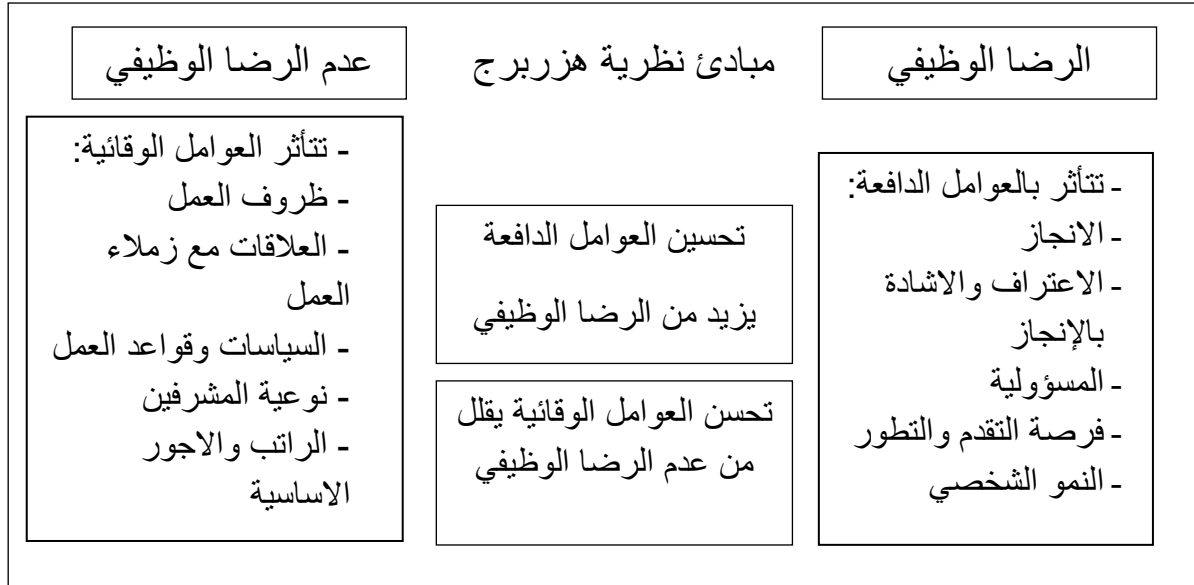 الرضا الوظيفي
مبادئ نظرية هزربرج
عدم الرضا الوظيفي
- تتأثر بالعوامل الدافعة:
- الانجاز
- الاعتراف والاشادة
بالإنجاز
- المسؤولية
- فرصة التقدم والتطور
- النمو الشخصي
تحسين العوامل الدافعة
يزيد من الرضا الوظيفي
تحسن العوامل الوقائية يقلل
من عدم الرضا الوظيفي
- تتأثر العوامل الوقائية:
- ظروف العمل
- العلاقات مع زملاء
العمل
- السياسات وقواعد العمل
- نوعية المشرفين
- الراتب والاجور
الاساسية